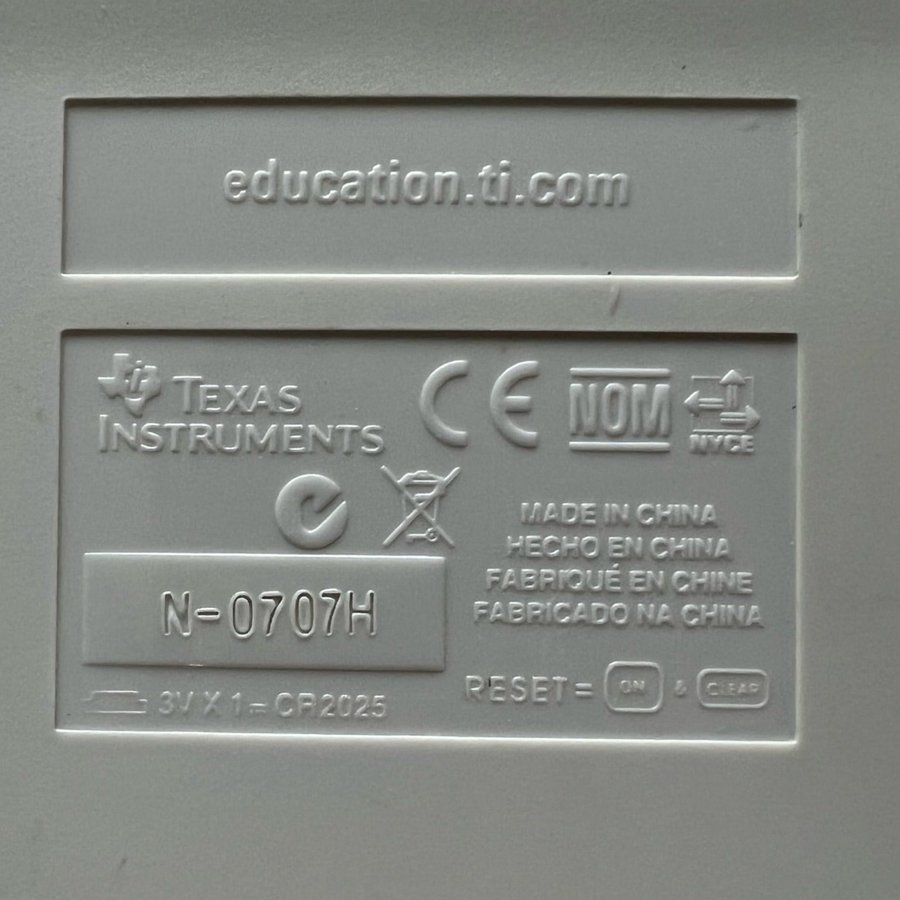 education.ti.com
TEXAS
INSTRUMENTS
CE
NOM
NYCE
MADE IN CHINA
HECHO EN CHINA
FABRIQUÉ EN CHINE
FABRICADO NA CHINA
N-0707H
3V X 1 = CR2025
RESET = ON & CLEAR